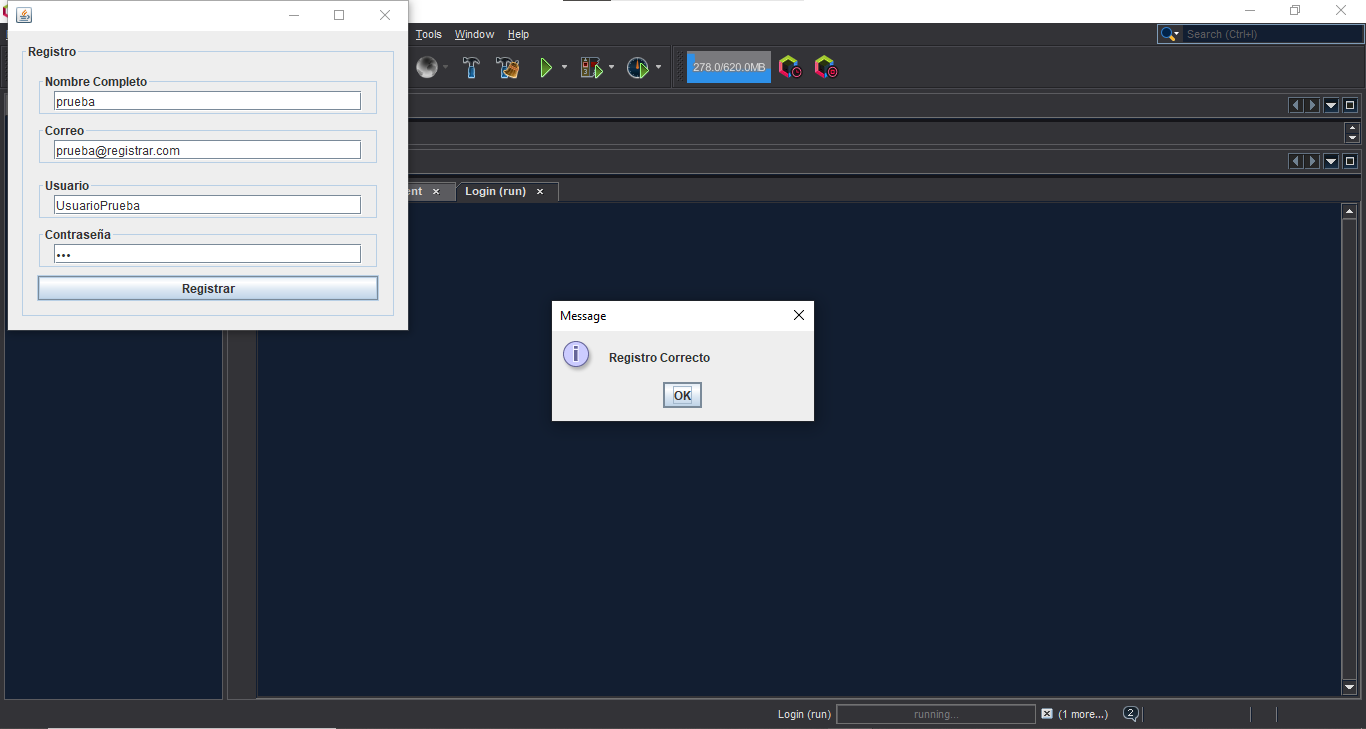 Tools Window Help
Search (Ctrl+I)
278.0/620.0MB
Registro
Nombre Completo
prueba
Correo
prueba@registrar.com
Usuario
UsuarioPrueba
Contraseña
•••
Registrar
ent
Login (run)
Message
Registro Correcto
OK
Login (run)
running...
(1 more...)
2